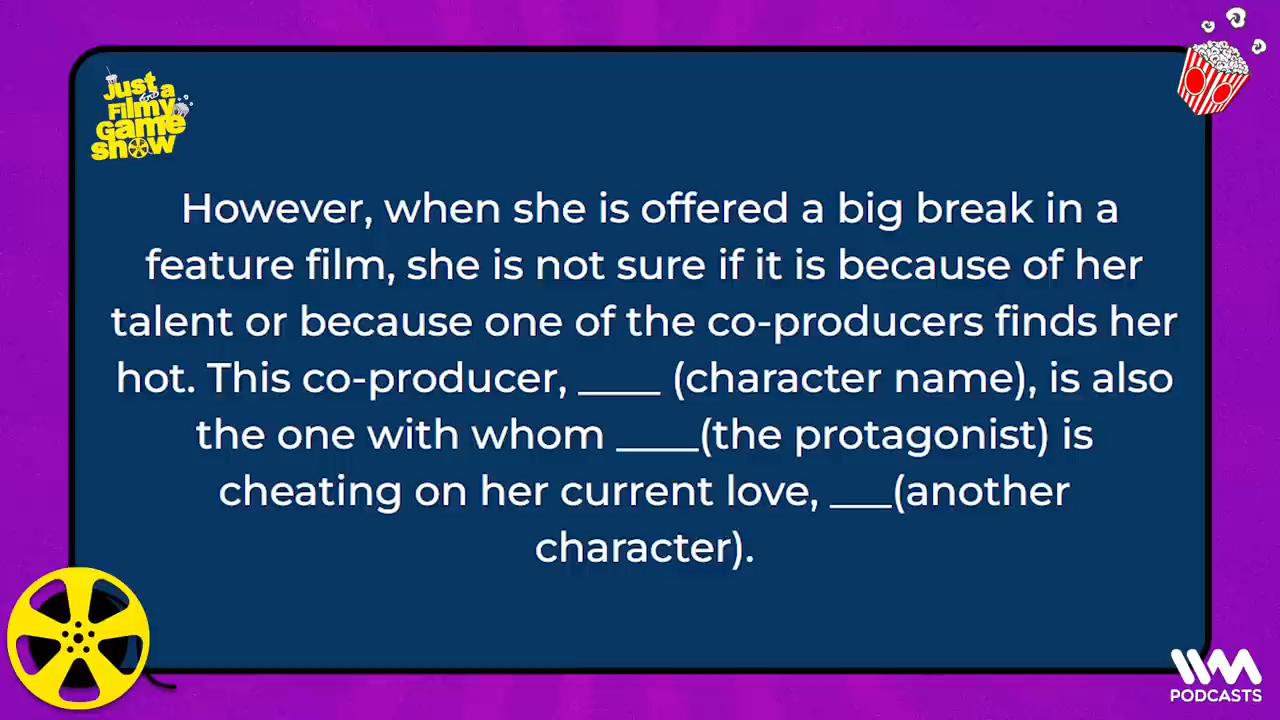 Just a
Filmy
Game
show
However, when she is offered a big break in a
feature film, she is not sure if it is because of her
talent or because one of the co-producers finds her
hot. This co-producer, ____ (character name), is also
the one with whom ____(the protagonist) is
cheating on her current love, ___(another
character).
IVM
PODCASTS